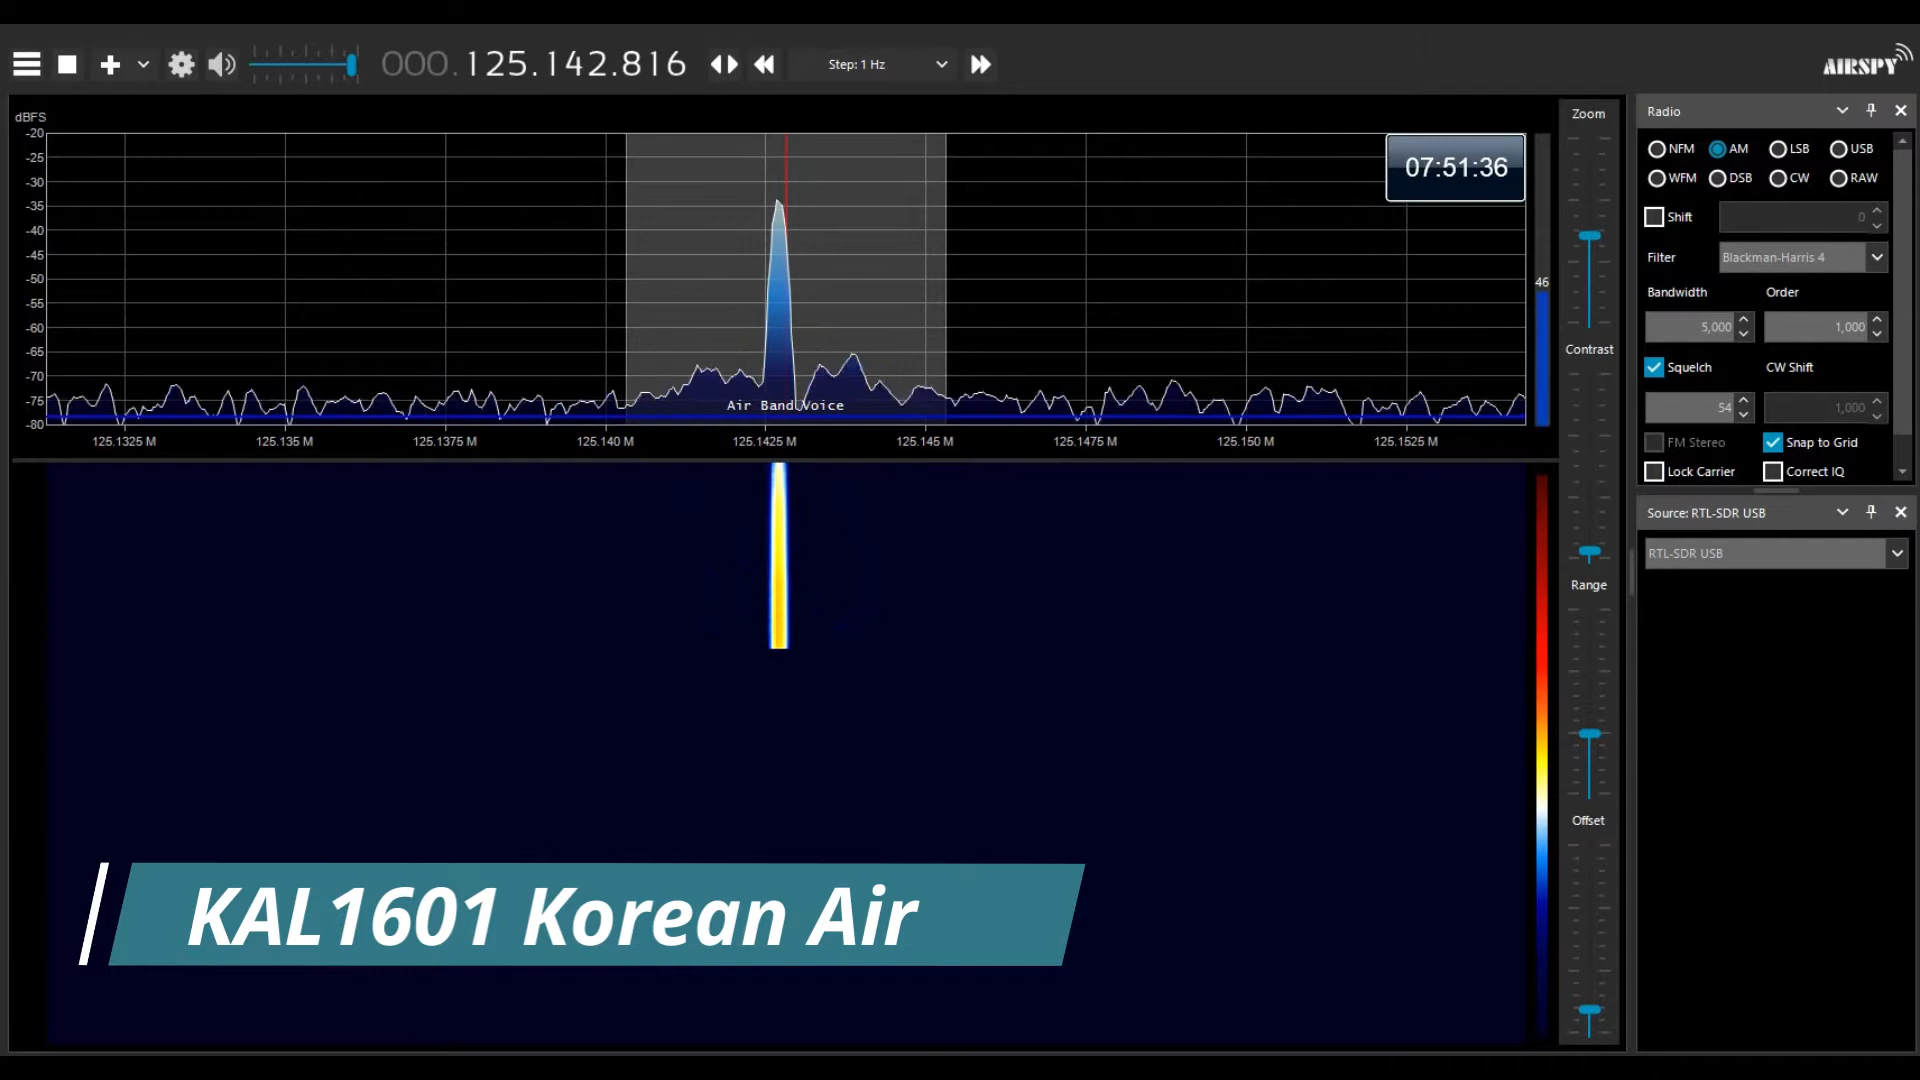 000.125.142.816
Step: 1 Hz
AIRSPY
dBFS
-20
-25
-30
-35
-40
-45
-50
-55
-60
-65
-70
-75
-80
07:51:36
46
Air Band Voice
125.1325 M 125.135 M 125.1375 M 125.140 M 125.1425 M 125.145 M 125.1475 M 125.150 M 125.1525 M
Zoom
Contrast
Range
Offset
Radio
NFM AM LSB USB
WFM DSB CW RAW
Shift 0
Filter Blackman-Harris 4
Bandwidth Order
5,000 1,000
Squelch CW Shift
54 1,000
FM Stereo Snap to Grid
Lock Carrier Correct IQ
Source: RTL-SDR USB
RTL-SDR USB
KAL1601 Korean Air